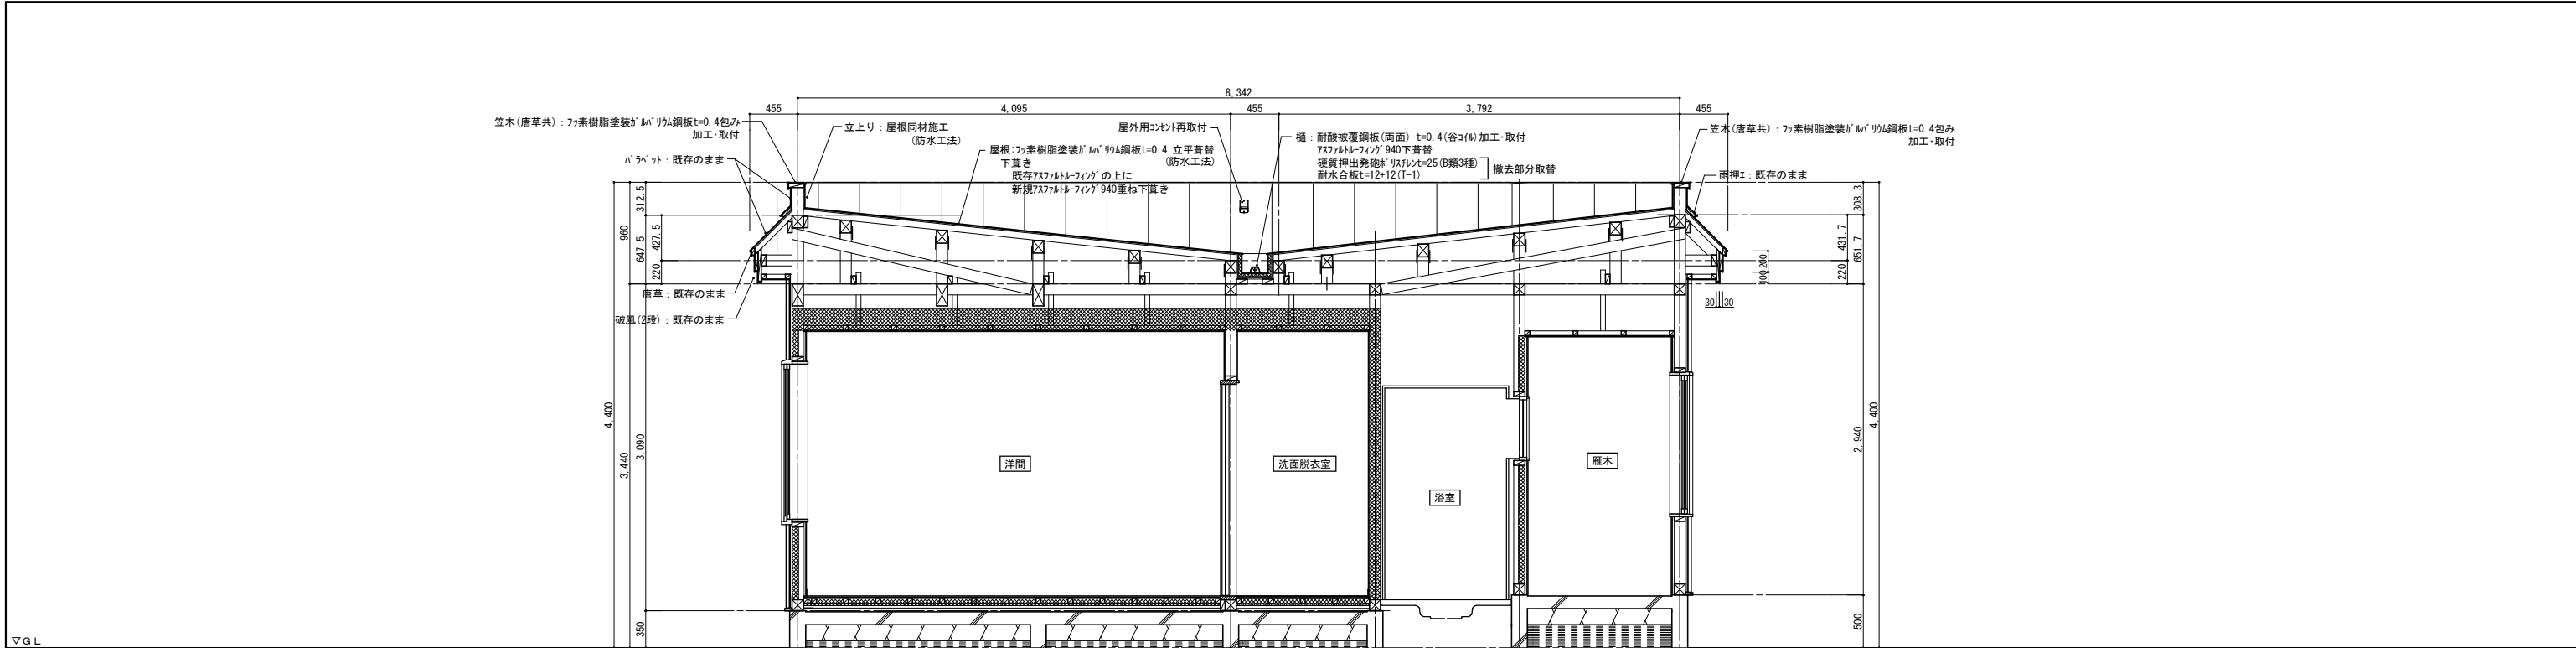 8,342
455
4,095
455
3,792
455
笠木(唐草共)：フッ素樹脂塗装ガルバリウム鋼板t=0.4包み
加工・取付
立上り：屋根同材施工
(防水工法)
屋外用コンセント再取付
樋：耐酸被覆鋼板(両面) t=0.4(谷コイル)加工・取付
アスファルトルーフィング940下葺替
硬質押出発砲ポリスチレンt=25(B類3種)
耐水合板t=12+12(T-1)
撤去部分取替
笠木(唐草共)：フッ素樹脂塗装ガルバリウム鋼板t=0.4包み
加工・取付
パラペット：既存のまま
屋根：フッ素樹脂塗装ガルバリウム鋼板t=0.4 立平葺替
(防水工法)
下葺き
既存アスファルトルーフィングの上に
新規アスファルトルーフィング940重ね下葺き
雨押エ：既存のまま
唐草：既存のまま
破風(2段)：既存のまま
312.5
960
647.5
427.5
220
4,400
3,440
3,090
350
308.3
431.7
651.7
200
100
220
30
30
4,400
2,940
500
洋間
洗面脱衣室
浴室
雁木
▽GL